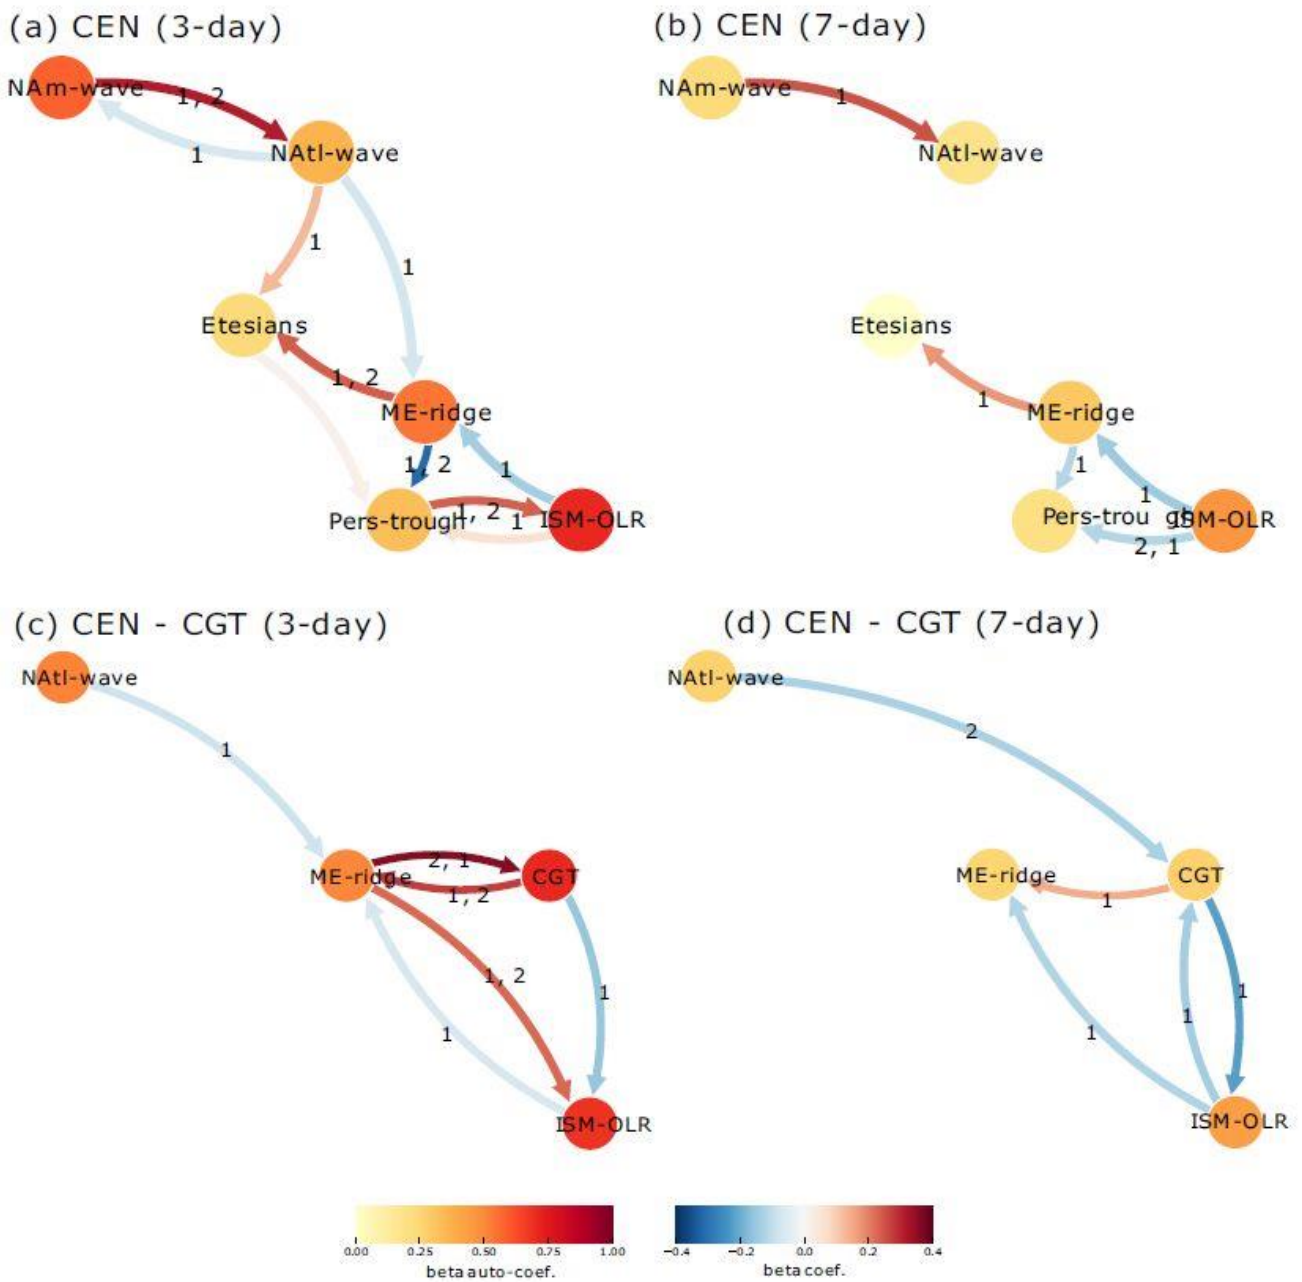 (a) CEN (3-day)
(b) CEN (7-day)
NAm-wave
1, 2
1
NAtl-wave
1
1
Etesians
1, 2
ME-ridge
1, 2
1
Pers-trough
1, 2
1
ISM-OLR
NAm-wave
1
NAtl-wave
Etesians
1
ME-ridge
1
1
Pers-trou gh
ISM-OLR
2, 1
(c) CEN - CGT (3-day)
(d) CEN - CGT (7-day)
NAtl-wave
1
2, 1
ME-ridge
CGT
1, 2
1, 2
1
1
ISM-OLR
NAtl-wave
2
ME-ridge
CGT
1
1
1
1
ISM-OLR
0.00 0.25 0.50 0.75 1.00
beta auto-coef.
−0.4 −0.2 0.0 0.2 0.4
beta coef.